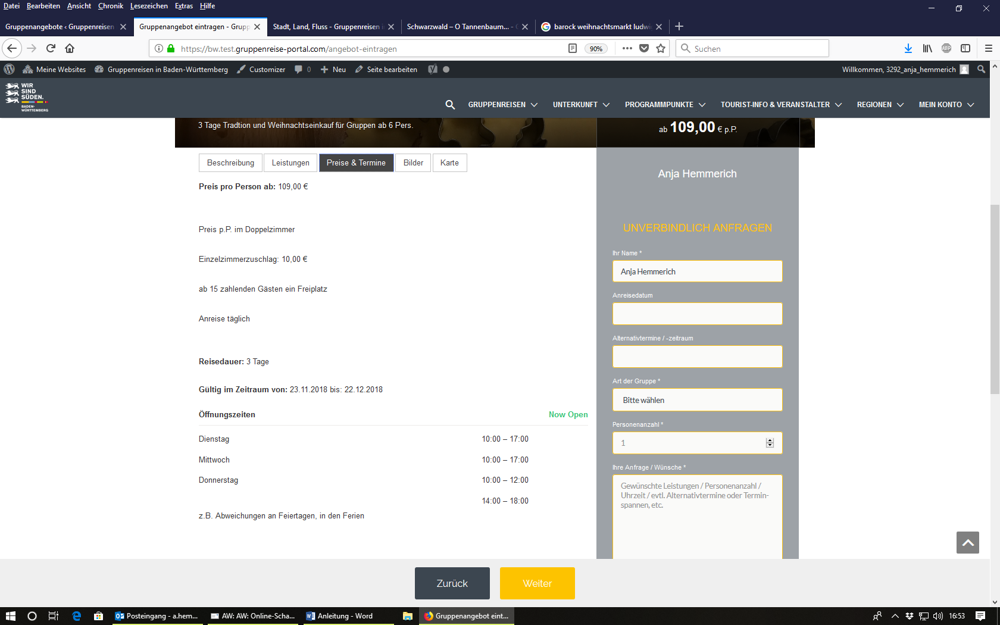 Datei Bearbeiten Ansicht Chronik Lesezeichen Extras Hilfe
Gruppenangebote ‹ Gruppenreisen
Gruppenangebot eintragen - Grupp
Stadt, Land, Fluss - Gruppenreisen i
Schwarzwald – O Tannenbaum... -
barock weihnachtsmarkt ludwi
https://bw.test.gruppenreise-portal.com/angebot-eintragen
90%
Suchen
ABP
Meine Websites Gruppenreisen in Baden-Württemberg Customizer 0 Neu Seite bearbeiten
Willkommen, 3292_anja_hemmerich
WIR
SIND
SÜDEN.
BADEN-
WÜRTTEMBERG
GRUPPENREISEN UNTERKUNFT PROGRAMMPUNKTE TOURIST-INFO & VERANSTALTER REGIONEN MEIN KONTO
3 Tage Tradtion und Weihnachtseinkauf für Gruppen ab 6 Pers.
ab 109,00 € p.P.
Beschreibung Leistungen Preise & Termine Bilder Karte
Preis pro Person ab: 109,00 €
Preis p.P. im Doppelzimmer
Einzelzimmerzuschlag: 10,00 €
ab 15 zahlenden Gästen ein Freiplatz
Anreise täglich
Reisedauer: 3 Tage
Gültig im Zeitraum von: 23.11.2018 bis: 22.12.2018
Öffnungszeiten Now Open
Dienstag 10:00 – 17:00
Mittwoch 10:00 – 17:00
Donnerstag 10:00 – 12:00
14:00 – 18:00
z.B. Abweichungen an Feiertagen, in den Ferien
Anja Hemmerich
UNVERBINDLICH ANFRAGEN
Ihr Name *
Anja Hemmerich
Anreisedatum
Alternativtermine / -zeitraum
Art der Gruppe *
Bitte wählen
Personenanzahl *
1
Ihre Anfrage / Wünsche *
Gewünschte Leistungen / Personenanzahl /
Uhrzeit / evtl. Alternativtermine oder Termin-
spannen, etc.
Zurück Weiter
Posteingang - a.hem...
AW: AW: Online-Scha...
Anleitung - Word
Gruppenangebot eint...
16:53